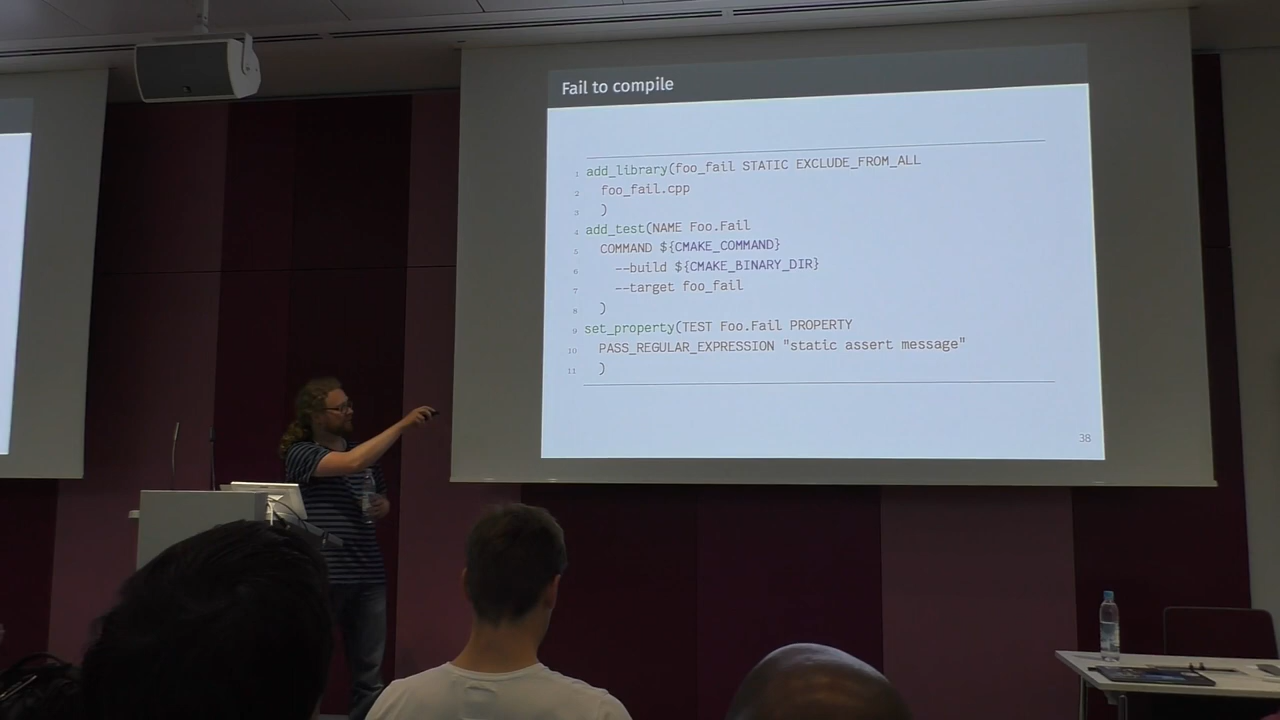 Fail to compile
1 add_library(foo_fail STATIC EXCLUDE_FROM_ALL
2 foo_fail.cpp
3 )
4 add_test(NAME Foo.Fail
5 COMMAND ${CMAKE_COMMAND}
6 --build ${CMAKE_BINARY_DIR}
7 --target foo_fail
8 )
9 set_property(TEST Foo.Fail PROPERTY
10 PASS_REGULAR_EXPRESSION "static assert message"
11 )
38